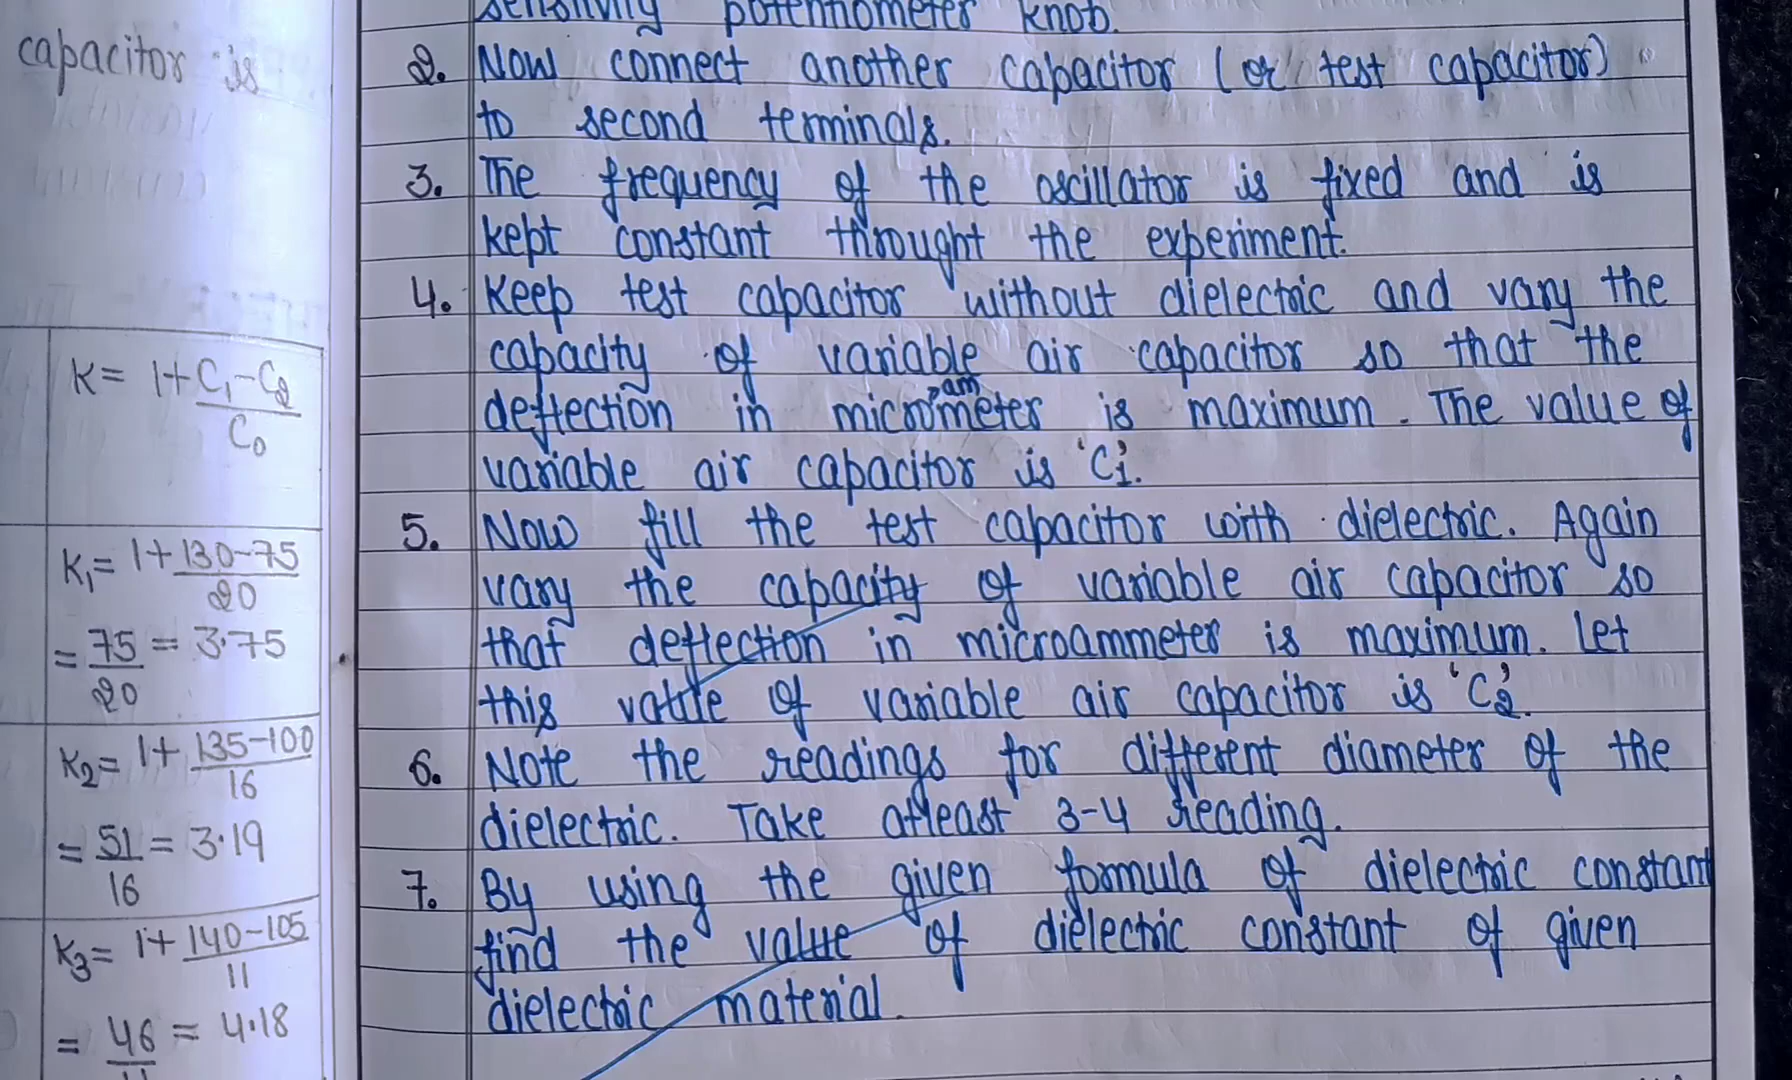 capacitor is
K = 1 + C₁-C₂
C₀
K₁ = 1 + 130-75
20
= 75 = 3.75
20
K₂ = 1 + 135-100
16
= 51 = 3.19
16
K₃ = 1 + 140-105
11
= 46 = 4.18
11
sensitivity potentiometer knob.
2. Now connect another capacitor (or test capacitor)
to second terminals.
3. The frequency of the oscillator is fixed and is
kept constant throught the experiment.
4. Keep test capacitor without dielectric and vary the
capacity of variable air capacitor so that the
deflection in microammeter is maximum. The value of
variable air capacitor is 'C₁'.
5. Now fill the test capacitor with dielectric. Again
vary the capacity of variable air capacitor so
that deflection in microammeter is maximum. Let
this value of variable air capacitor is 'C₂'.
6. Note the readings for different diameter of the
dielectric. Take atleast 3-4 reading.
7. By using the given formula of dielectric constant
find the value of dielectric constant of given
dielectric material.